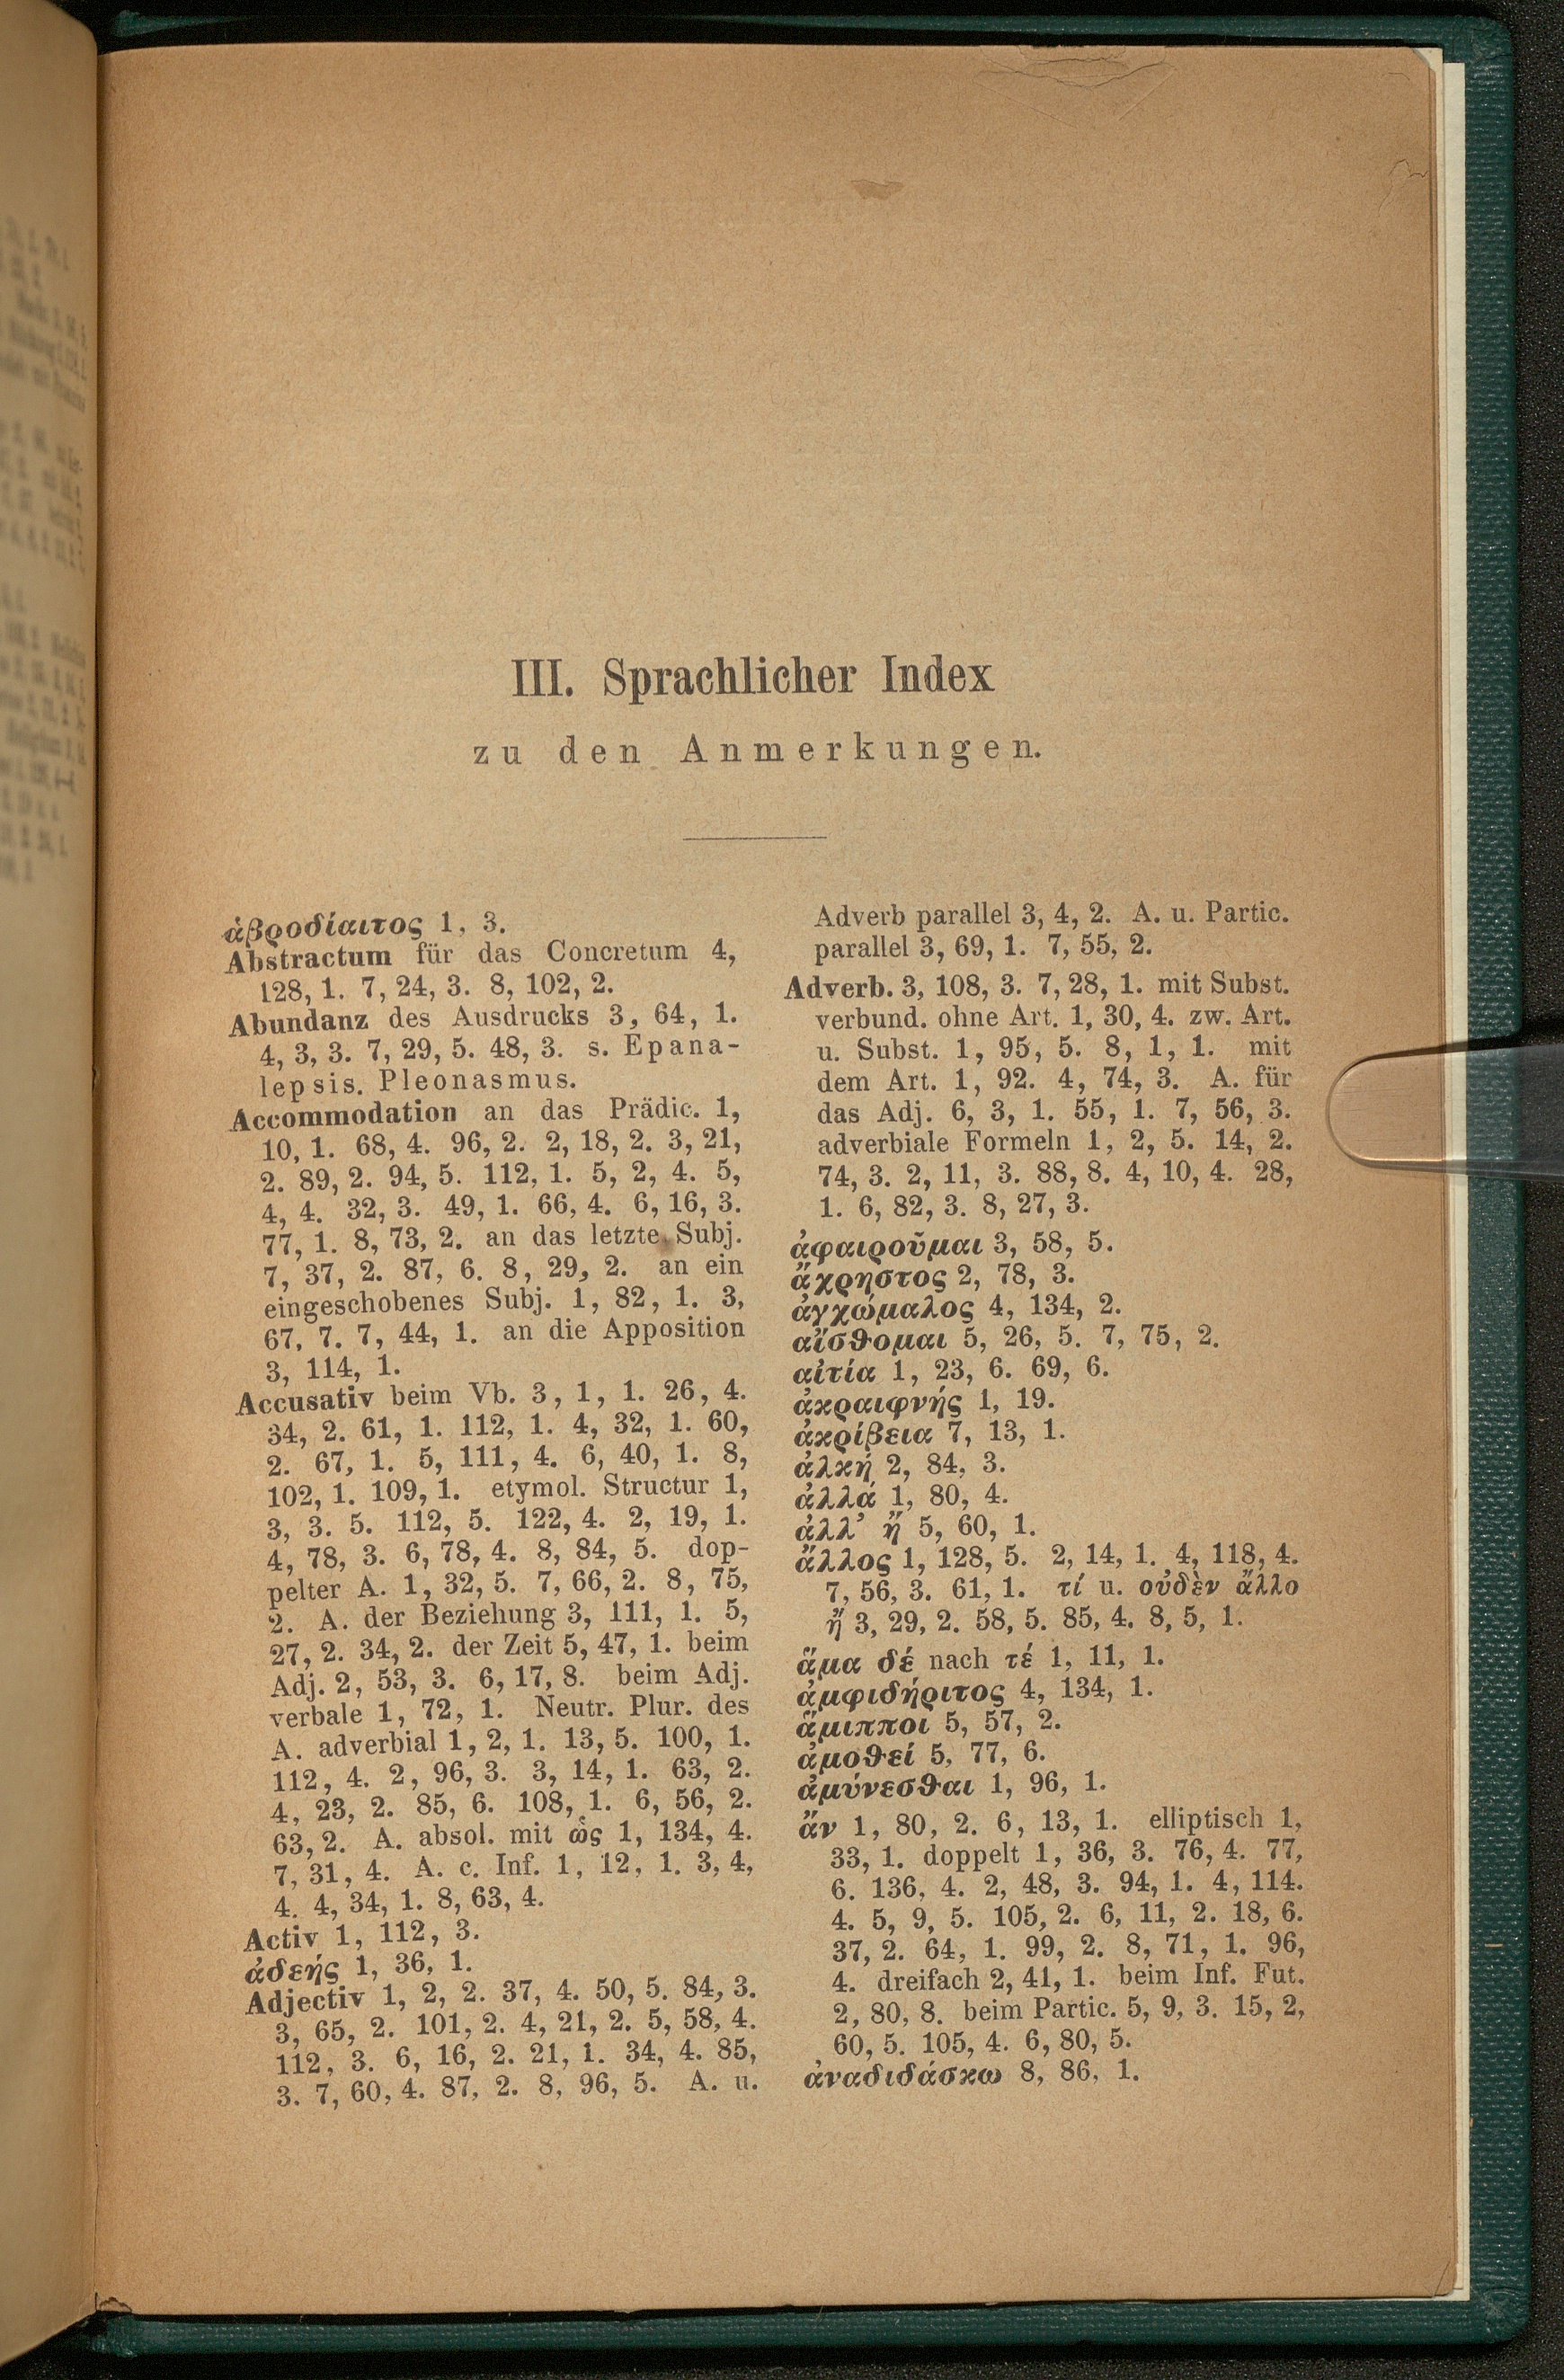 III. Sprachlicher Index
zu den Anmerkungen.
ἁβροδίαιτος 1, 3.
Abstractum für das Concretum 4,
128, 1. 7, 24, 3. 8, 102, 2.
Abundanz des Ausdrucks 3, 64, 1.
4, 3, 3. 7, 29, 5. 48, 3. s. Epana-
lepsis. Pleonasmus.
Accommodation an das Prädic. 1,
10, 1. 68, 4. 96, 2. 2, 18, 2. 3, 21,
2. 89, 2. 94, 5. 112, 1. 5, 2, 4. 5,
4, 4. 32, 3. 49, 1. 66, 4. 6, 16, 3.
77, 1. 8, 73, 2. an das letzte Subj.
7, 37, 2. 87, 6. 8, 29, 2. an ein
eingeschobenes Subj. 1, 82, 1. 3,
67, 7. 7, 44, 1. an die Apposition
3, 114, 1.
Accusativ beim Vb. 3, 1, 1. 26, 4.
34, 2. 61, 1. 112, 1. 4, 32, 1. 60,
2. 67, 1. 5, 111, 4. 6, 40, 1. 8,
102, 1. 109, 1. etymol. Structur 1,
3, 3. 5. 112, 5. 122, 4. 2, 19, 1.
4, 78, 3. 6, 78, 4. 8, 84, 5. dop-
pelter A. 1, 32, 5. 7, 66, 2. 8, 75,
2. A. der Beziehung 3, 111, 1. 5,
27, 2. 34, 2. der Zeit 5, 47, 1. beim
Adj. 2, 53, 3. 6, 17, 8. beim Adj.
verbale 1, 72, 1. Neutr. Plur. des
A. adverbial 1, 2, 1. 13, 5. 100, 1.
112, 4. 2, 96, 3. 3, 14, 1. 63, 2.
4, 23, 2. 85, 6. 108, 1. 6, 56, 2.
63, 2. A. absol. mit ὡς 1, 134, 4.
7, 31, 4. A. c. Inf. 1, 12, 1. 3, 4,
4. 4, 34, 1. 8, 63, 4.
Activ 1, 112, 3.
ἀδεής 1, 36, 1.
Adjectiv 1, 2, 2. 37, 4. 50, 5. 84, 3.
3, 65, 2. 101, 2. 4, 21, 2. 5, 58, 4.
112, 3. 6, 16, 2. 21, 1. 34, 4. 85,
3. 7, 60, 4. 87, 2. 8, 96, 5. A. u.
Adverb parallel 3, 4, 2. A. u. Partic.
parallel 3, 69, 1. 7, 55, 2.
Adverb. 3, 108, 3. 7, 28, 1. mit Subst.
verbund. ohne Art. 1, 30, 4. zw. Art.
u. Subst. 1, 95, 5. 8, 1, 1. mit
dem Art. 1, 92. 4, 74, 3. A. für
das Adj. 6, 3, 1. 55, 1. 7, 56, 3.
adverbiale Formeln 1, 2, 5. 14, 2.
74, 3. 2, 11, 3. 88, 8. 4, 10, 4. 28,
1. 6, 82, 3. 8, 27, 3.
ἀφαιροῦμαι 3, 58, 5.
ἄχρηστος 2, 78, 3.
ἀγχώμαλος 4, 134, 2.
αἴσθομαι 5, 26, 5. 7, 75, 2.
αἰτία 1, 23, 6. 69, 6.
ἀκραιφνής 1, 19.
ἀκρίβεια 7, 13, 1.
ἀλκή 2, 84, 3.
ἀλλά 1, 80, 4.
ἀλλ’ ἤ 5, 60, 1.
ἄλλος 1, 128, 5. 2, 14, 1. 4, 118, 4.
7, 56, 3. 61, 1. τί u. οὐδὲν ἄλλο
ἤ 3, 29, 2. 58, 5. 85, 4. 8, 5, 1.
ἅμα δέ nach τέ 1, 11, 1.
ἀμφιδήριτος 4, 134, 1.
ἅμιπποι 5, 57, 2.
ἀμοθεί 5, 77, 6.
ἀμύνεσθαι 1, 96, 1.
ἄν 1, 80, 2. 6, 13, 1. elliptisch 1,
33, 1. doppelt 1, 36, 3. 76, 4. 77,
6. 136, 4. 2, 48, 3. 94, 1. 4, 114.
4. 5, 9, 5. 105, 2. 6, 11, 2. 18, 6.
37, 2. 64, 1. 99, 2. 8, 71, 1. 96,
4. dreifach 2, 41, 1. beim Inf. Fut.
2, 80, 8. beim Partic. 5, 9, 3. 15, 2,
60, 5. 105, 4. 6, 80, 5.
ἀναδιδάσκω 8, 86, 1.